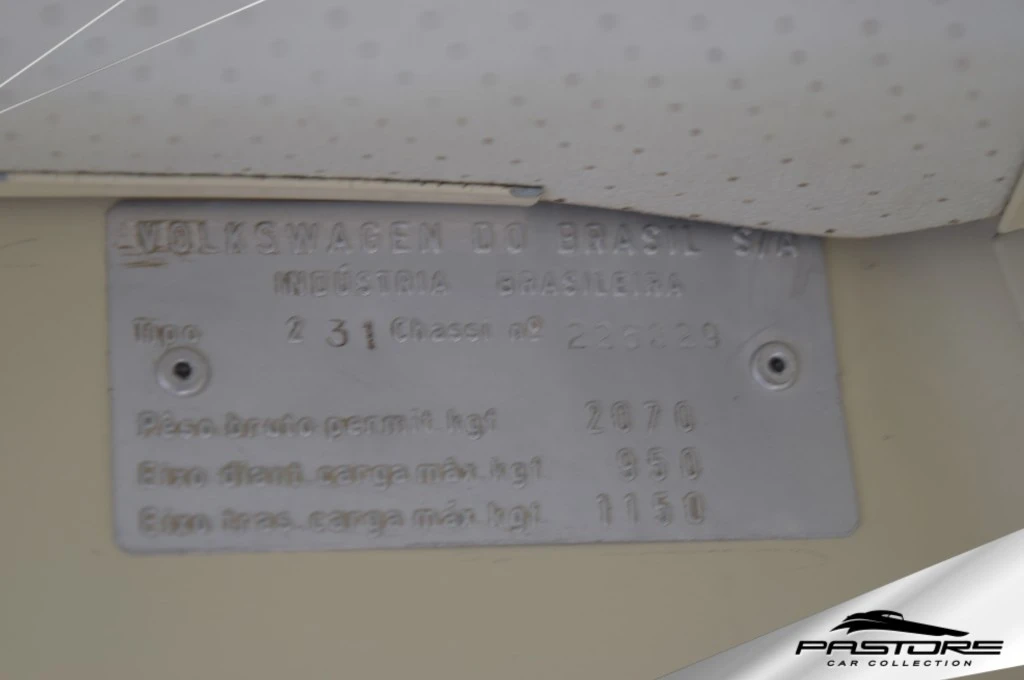 VOLKSWAGEN DO BRASIL S/A
INDÚSTRIA BRASILEIRA
Tipo 2 31 Chassi nº
Pêso bruto permit. kgf 2070
Eixo diant. carga máx. kgf 950
Eixo tras. carga máx. kgf 1150
PASTORE
CAR COLLECTION